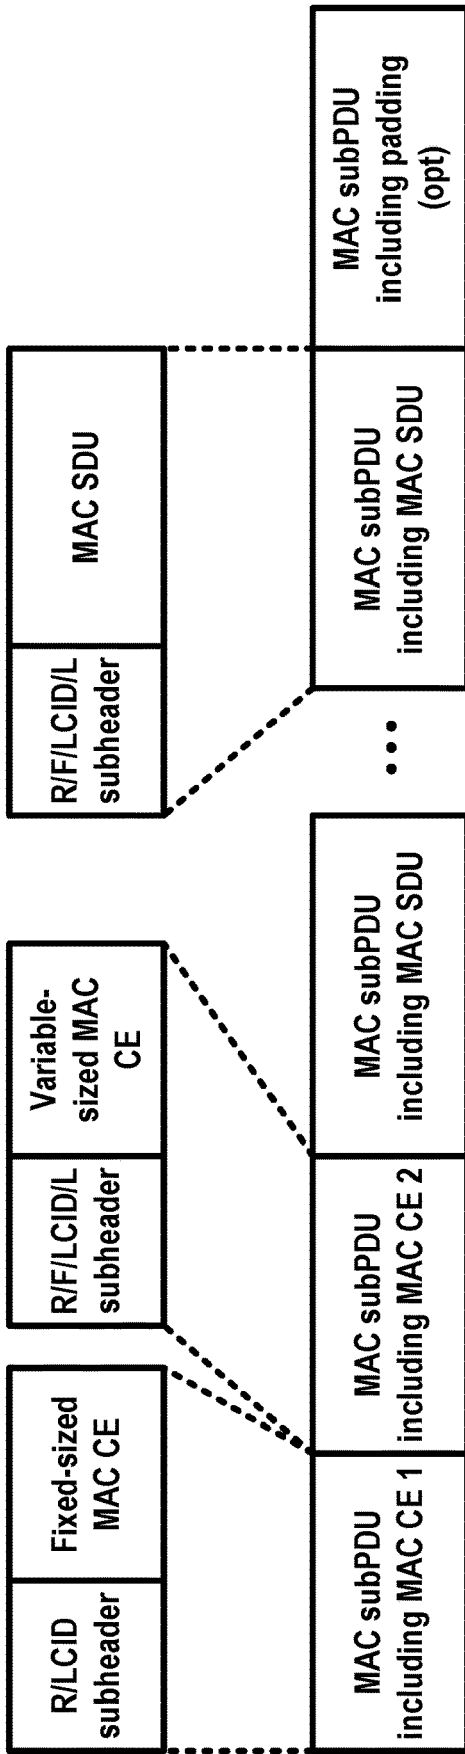 R/LCID
subheader
Fixed-sized
MAC CE
R/F/LCID/L
subheader
Variable-
sized MAC
CE
R/F/LCID/L
subheader
MAC SDU
MAC subPDU
including MAC CE 1
MAC subPDU
including MAC CE 2
MAC subPDU
including MAC SDU
...
MAC subPDU
including MAC SDU
MAC subPDU
including padding
(opt)